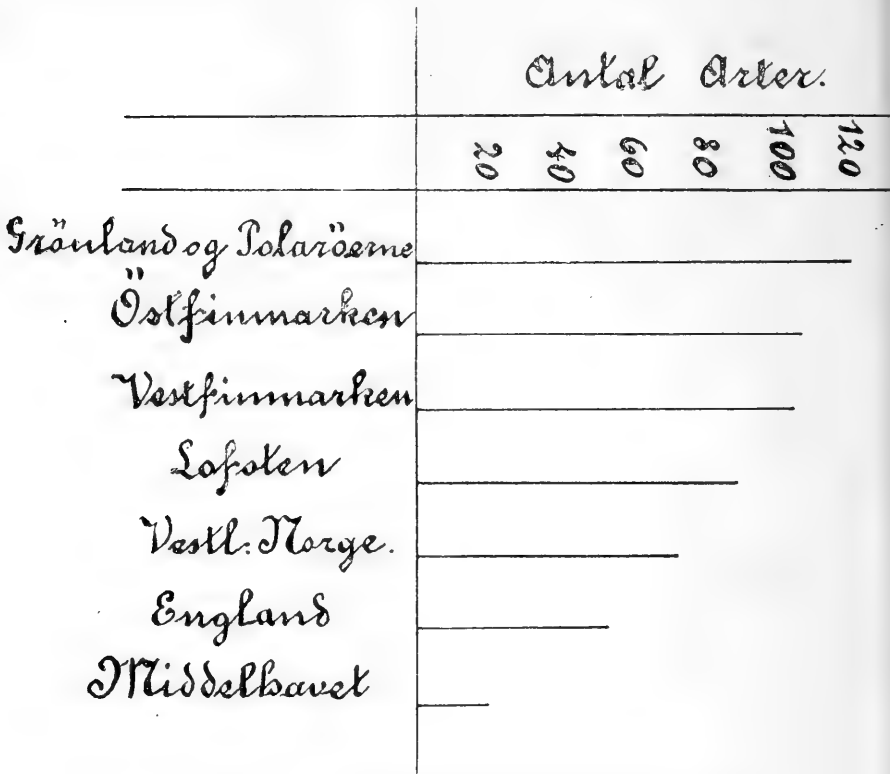 Antal Arter.
20 40 60 80 100 120
Grönland og Polaröerne
Östfinmarken
Vestfinmarken
Lofoten
Vestl: Norge.
England
Middelhavet